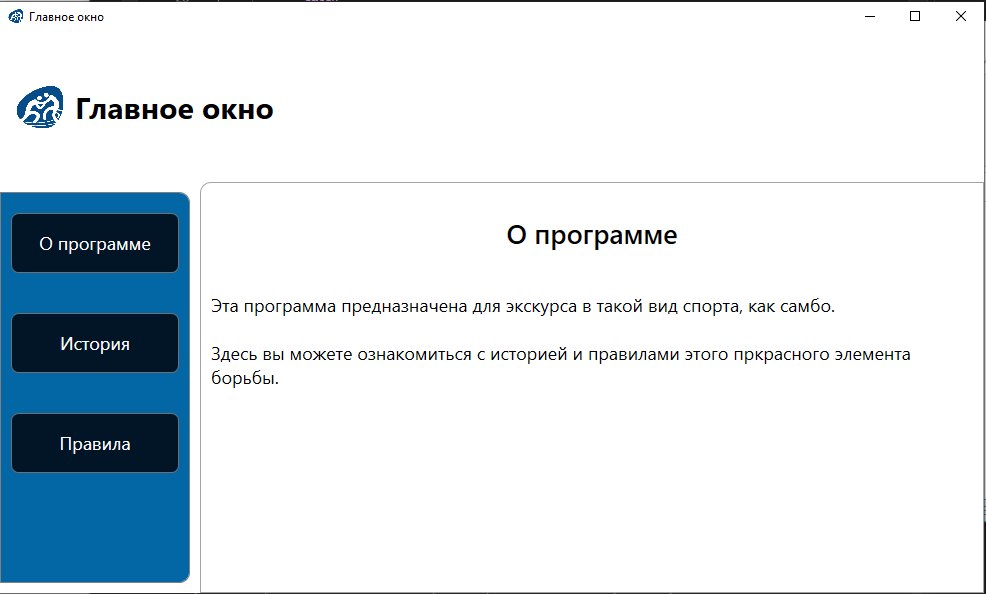 Главное окно
Главное окно
О программе
История
Правила
О программе
Эта программа предназначена для экскурса в такой вид спорта, как самбо.
Здесь вы можете ознакомиться с историей и правилами этого пркрасного элемента
борьбы.